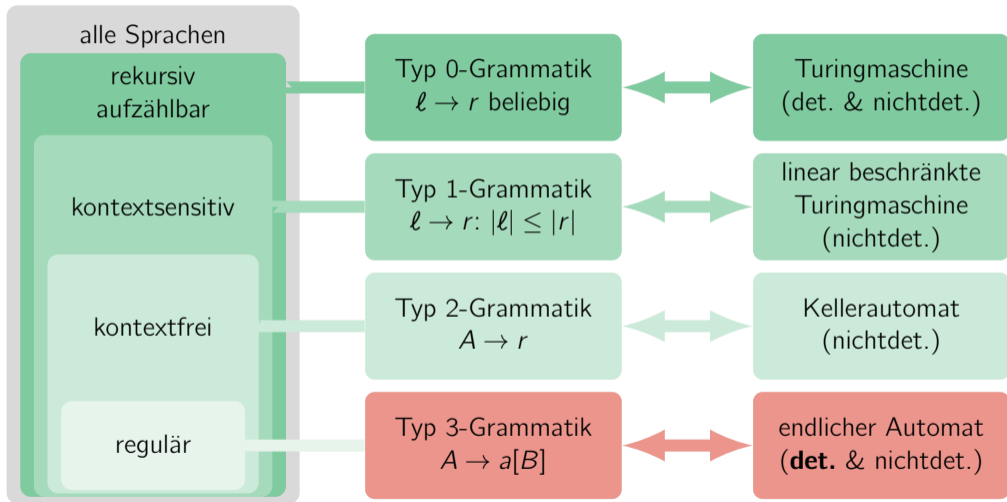 alle Sprachen
rekursiv
aufzählbar
kontextsensitiv
kontextfrei
regulär
Typ 0-Grammatik
ℓ → r beliebig
Turingmaschine
(det. & nichtdet.)
Typ 1-Grammatik
ℓ → r: |ℓ| ≤ |r|
linear beschränkte
Turingmaschine
(nichtdet.)
Typ 2-Grammatik
A → r
Kellerautomat
(nichtdet.)
Typ 3-Grammatik
A → a[B]
endlicher Automat
(det. & nichtdet.)